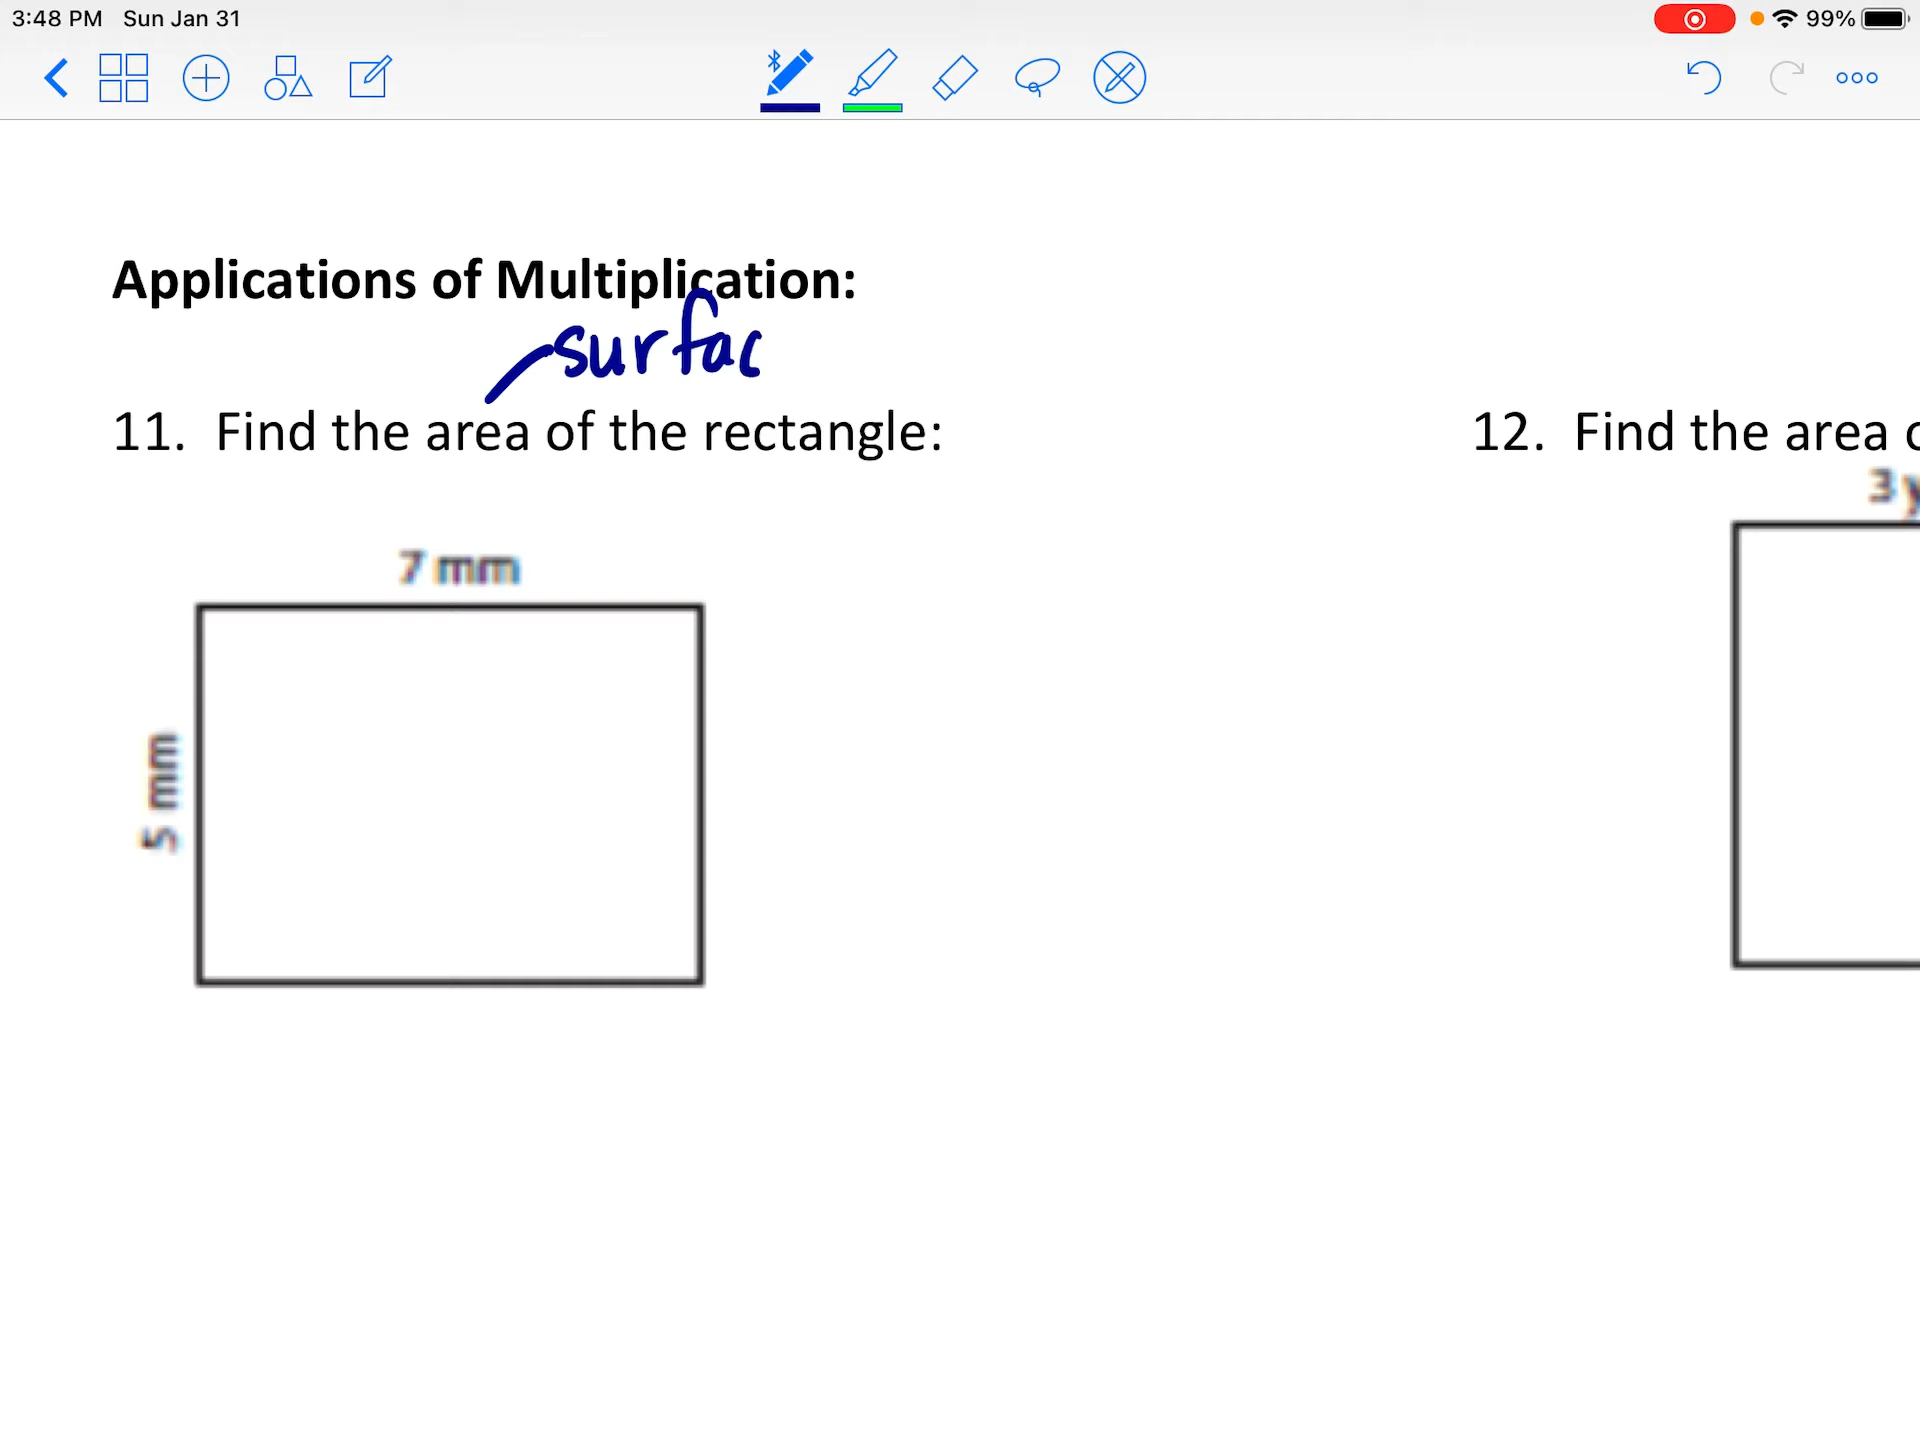 3:48 PM Sun Jan 31
99%
Applications of Multiplication:
surfac
11. Find the area of the rectangle:
12. Find the area o
3 y
7 mm
5 mm